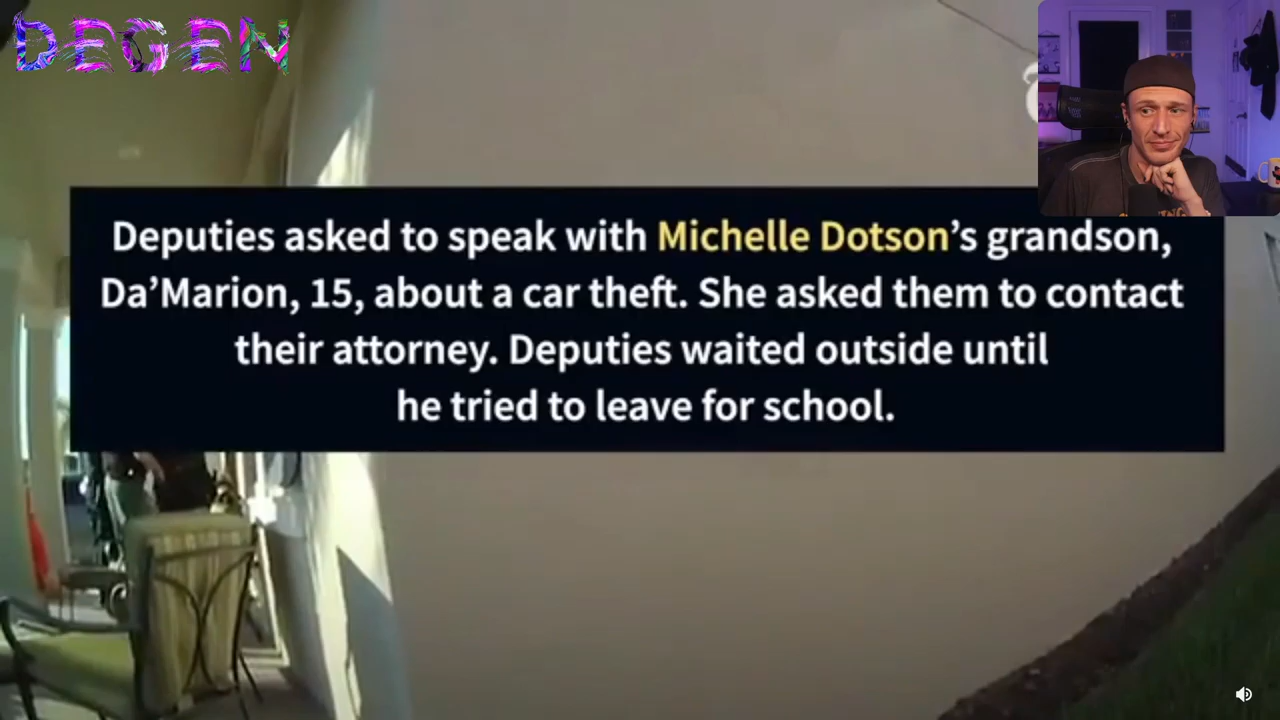 DEGEN
Deputies asked to speak with Michelle Dotson's grandson,
Da'Marion, 15, about a car theft. She asked them to contact
their attorney. Deputies waited outside until
he tried to leave for school.